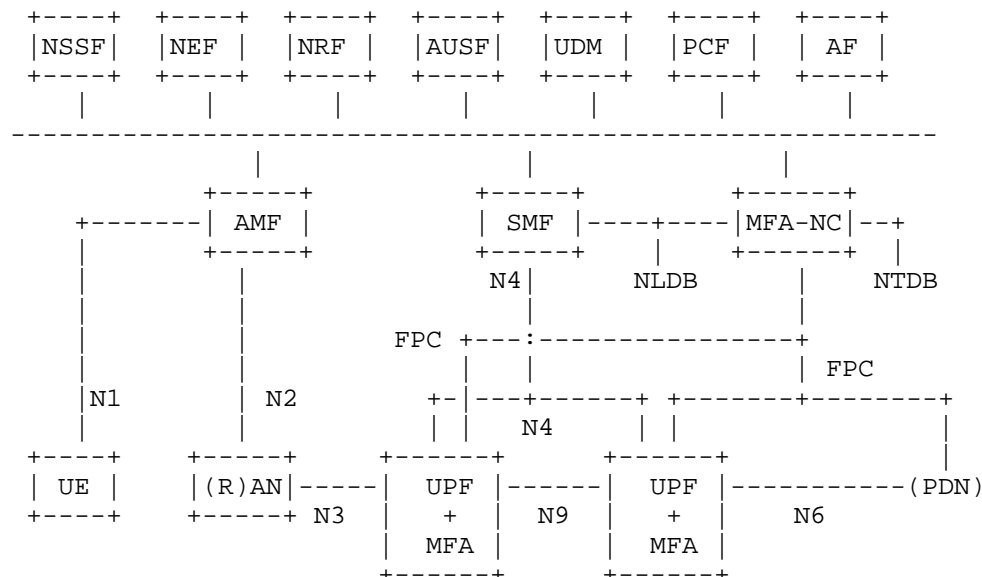 NSSF NEF NRF AUSF UDM PCF AF
AMF SMF MFA-NC
N4 NLDB NTDB
FPC
FPC
N1 N2
N4
UE (R)AN UPF UPF (PDN)
N3 + N9 + N6
MFA MFA